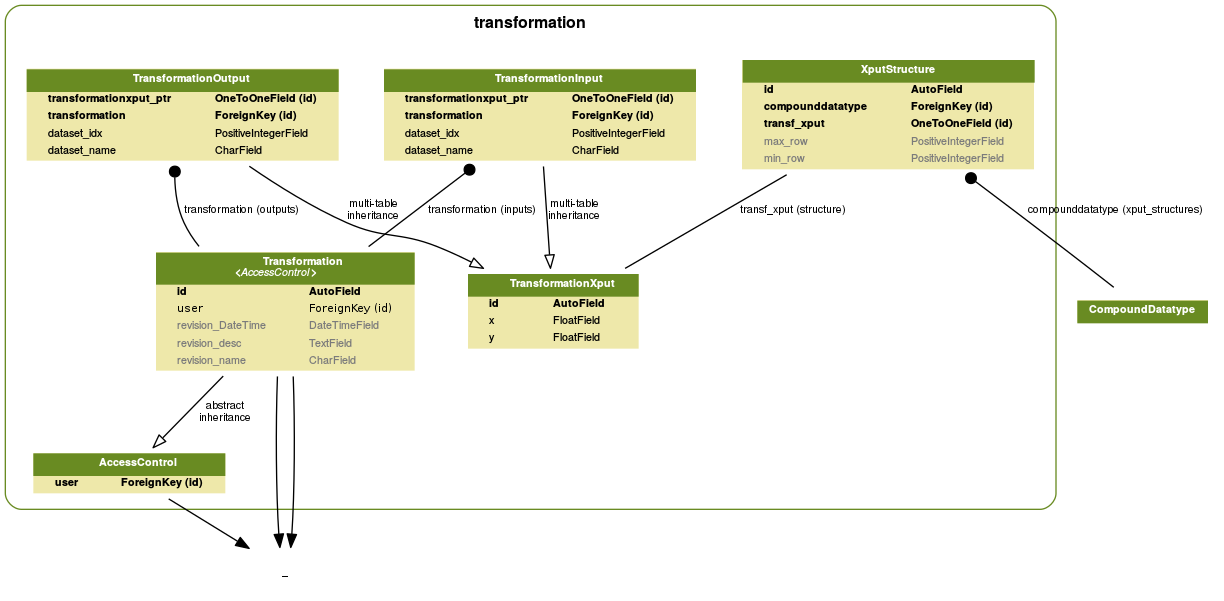 transformation
TransformationOutput
transformationxput_ptr OneToOneField (id)
transformation ForeignKey (id)
dataset_idx PositiveIntegerField
dataset_name CharField
TransformationInput
transformationxput_ptr OneToOneField (id)
transformation ForeignKey (id)
dataset_idx PositiveIntegerField
dataset_name CharField
XputStructure
id AutoField
compounddatatype ForeignKey (id)
transf_xput OneToOneField (id)
max_row PositiveIntegerField
min_row PositiveIntegerField
transformation (outputs)
multi-table
inheritance
transformation (inputs)
multi-table
inheritance
transf_xput (structure)
compounddatatype (xput_structures)
Transformation
<AccessControl>
id AutoField
user ForeignKey (id)
revision_DateTime DateTimeField
revision_desc TextField
revision_name CharField
TransformationXput
id AutoField
x FloatField
y FloatField
CompoundDatatype
abstract
inheritance
AccessControl
user ForeignKey (id)
_